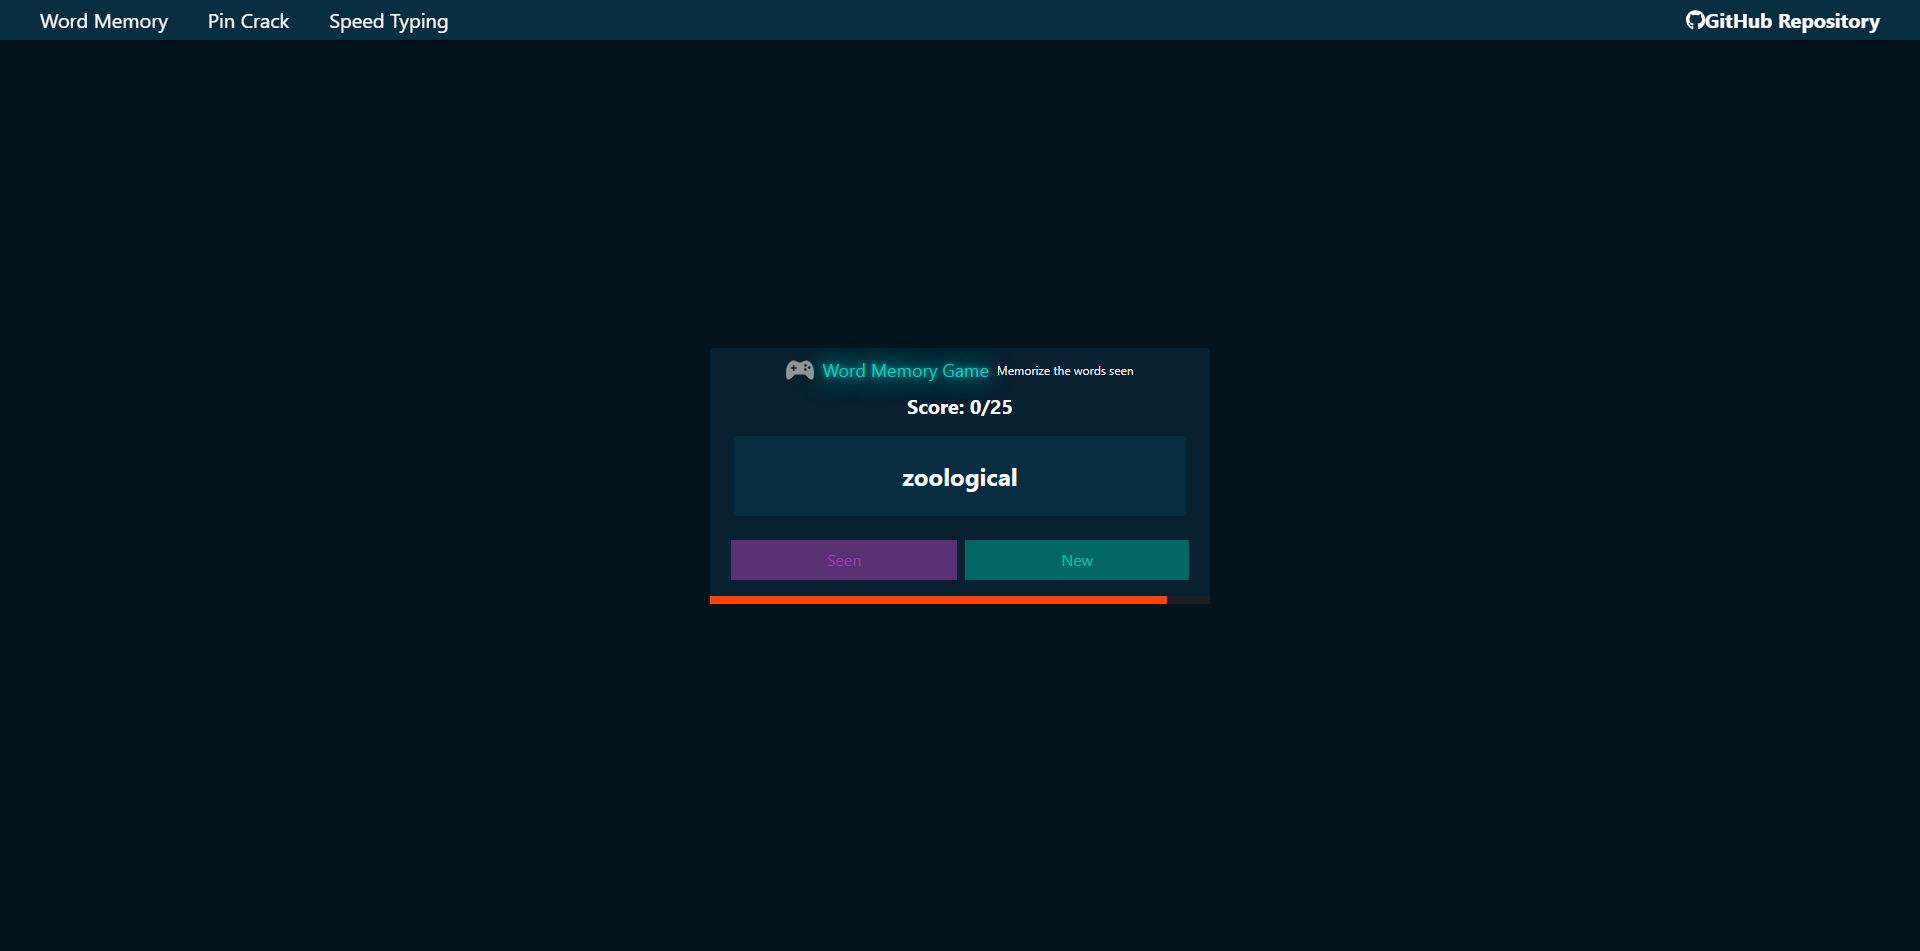 Word Memory Pin Crack Speed Typing GitHub Repository
Word Memory Game Memorize the words seen
Score: 0/25
zoological
Seen New